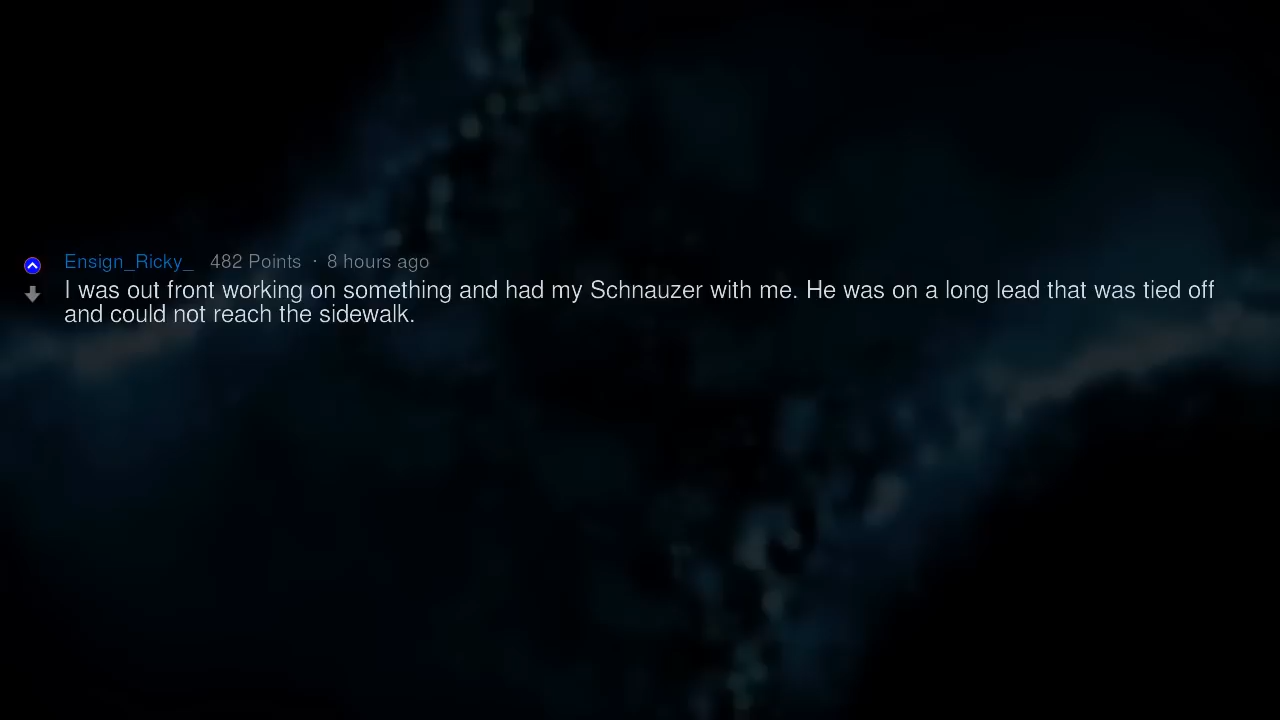 Ensign_Ricky_ 482 Points · 8 hours ago
I was out front working on something and had my Schnauzer with me. He was on a long lead that was tied off
and could not reach the sidewalk.